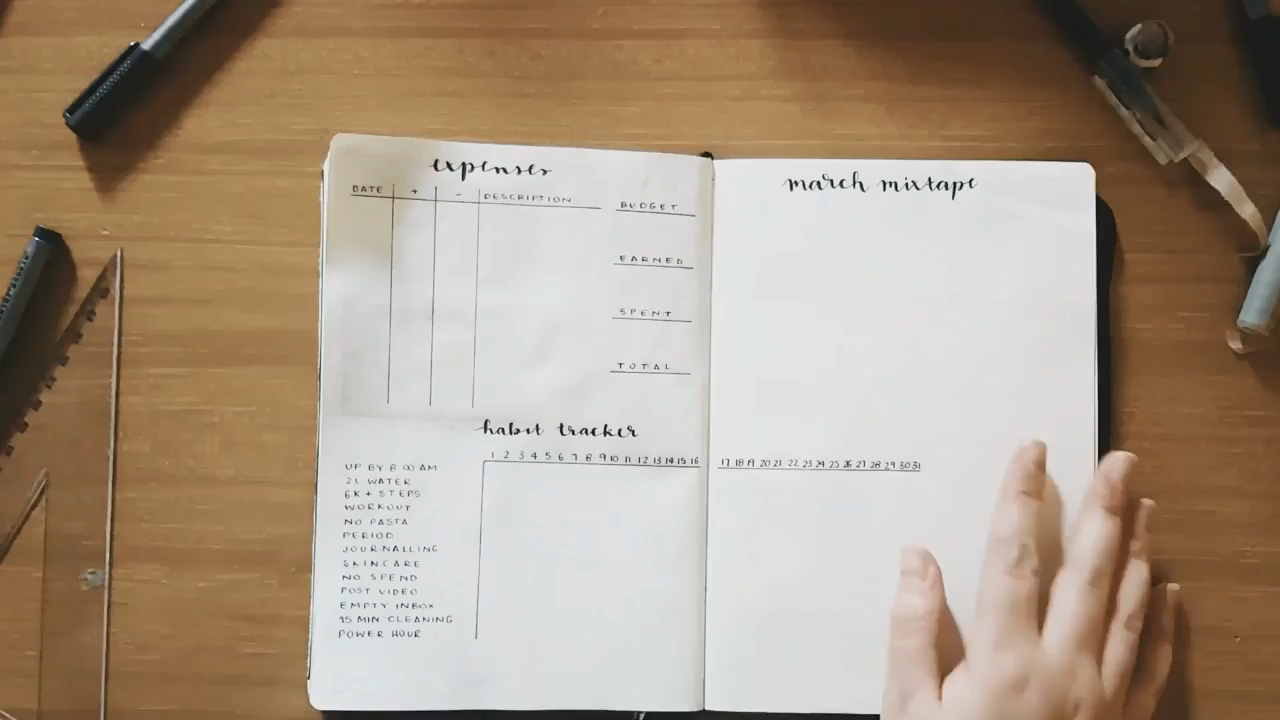 expenses
DATE + - DESCRIPTION
BUDGET
EARNED
SPENT
TOTAL
habit tracker
1 2 3 4 5 6 7 8 9 10 11 12 13 14 15 16
UP BY 8:00 AM
2L WATER
6K + STEPS
WORKOUT
NO PASTA
PERIOD
JOURNALLING
SKINCARE
NO SPEND
POST VIDEO
EMPTY INBOX
15 MIN CLEANING
POWER HOUR
march mixtape
17 18 19 20 21 22 23 24 25 26 27 28 29 30 31